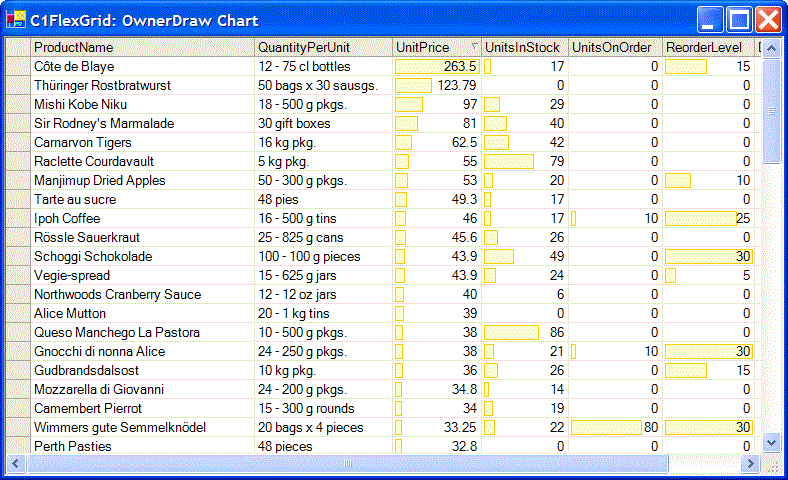 C1FlexGrid: OwnerDraw Chart
ProductName QuantityPerUnit UnitPrice UnitsInStock UnitsOnOrder ReorderLevel
Côte de Blaye 12 - 75 cl bottles 263.5 17 0 15
Thüringer Rostbratwurst 50 bags x 30 sausgs. 123.79 0 0 0
Mishi Kobe Niku 18 - 500 g pkgs. 97 29 0 0
Sir Rodney's Marmalade 30 gift boxes 81 40 0 0
Carnarvon Tigers 16 kg pkg. 62.5 42 0 0
Raclette Courdavault 5 kg pkg. 55 79 0 0
Manjimup Dried Apples 50 - 300 g pkgs. 53 20 0 10
Tarte au sucre 48 pies 49.3 17 0 0
Ipoh Coffee 16 - 500 g tins 46 17 10 25
Rössle Sauerkraut 25 - 825 g cans 45.6 26 0 0
Schoggi Schokolade 100 - 100 g pieces 43.9 49 0 30
Vegie-spread 15 - 625 g jars 43.9 24 0 5
Northwoods Cranberry Sauce 12 - 12 oz jars 40 6 0 0
Alice Mutton 20 - 1 kg tins 39 0 0 0
Queso Manchego La Pastora 10 - 500 g pkgs. 38 86 0 0
Gnocchi di nonna Alice 24 - 250 g pkgs. 38 21 10 30
Gudbrandsdalsost 10 kg pkg. 36 26 0 15
Mozzarella di Giovanni 24 - 200 g pkgs. 34.8 14 0 0
Camembert Pierrot 15 - 300 g rounds 34 19 0 0
Wimmers gute Semmelknödel 20 bags x 4 pieces 33.25 22 80 30
Perth Pasties 48 pieces 32.8 0 0 0